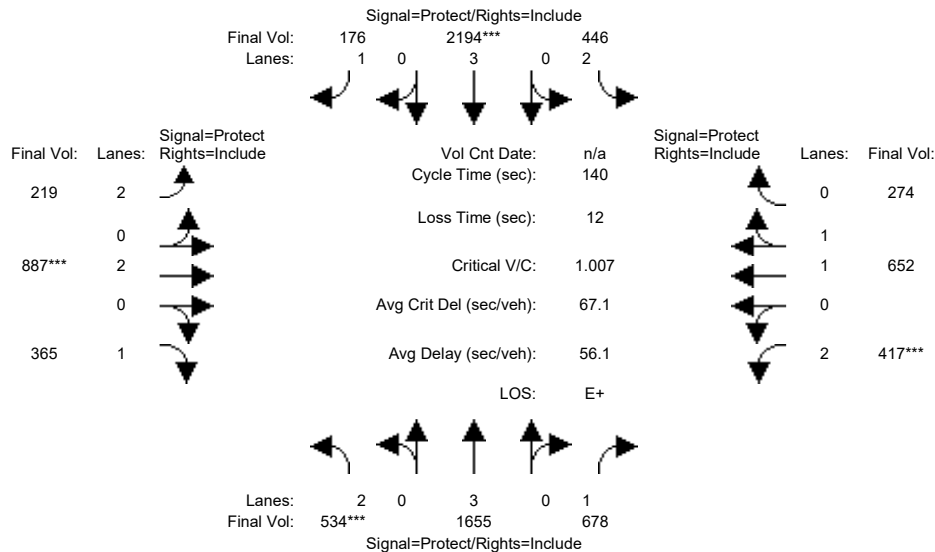 Signal=Protect/Rights=Include
Final Vol: 176 2194*** 446
Lanes: 1 0 3 0 2
Signal=Protect
Final Vol: Lanes: Rights=Include
Vol Cnt Date: n/a
Signal=Protect
Rights=Include Lanes: Final Vol:
Cycle Time (sec): 140
219 2
0 274
Loss Time (sec): 12
0
1
887*** 2
Critical V/C: 1.007
1 652
0
Avg Crit Del (sec/veh): 67.1
0
365 1
Avg Delay (sec/veh): 56.1
2 417***
LOS: E+
Lanes: 2 0 3 0 1
Final Vol: 534*** 1655 678
Signal=Protect/Rights=Include